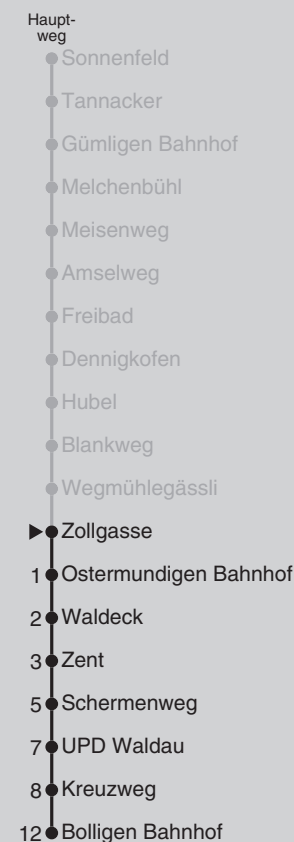 Haupt-
weg
Sonnenfeld
Tannacker
Gümligen Bahnhof
Melchenbühl
Meisenweg
Amselweg
Freibad
Dennigkofen
Hubel
Blankweg
Wegmühlegässli
Zollgasse
1 Ostermundigen Bahnhof
2 Waldeck
3 Zent
5 Schermenweg
7 UPD Waldau
8 Kreuzweg
12 Bolligen Bahnhof